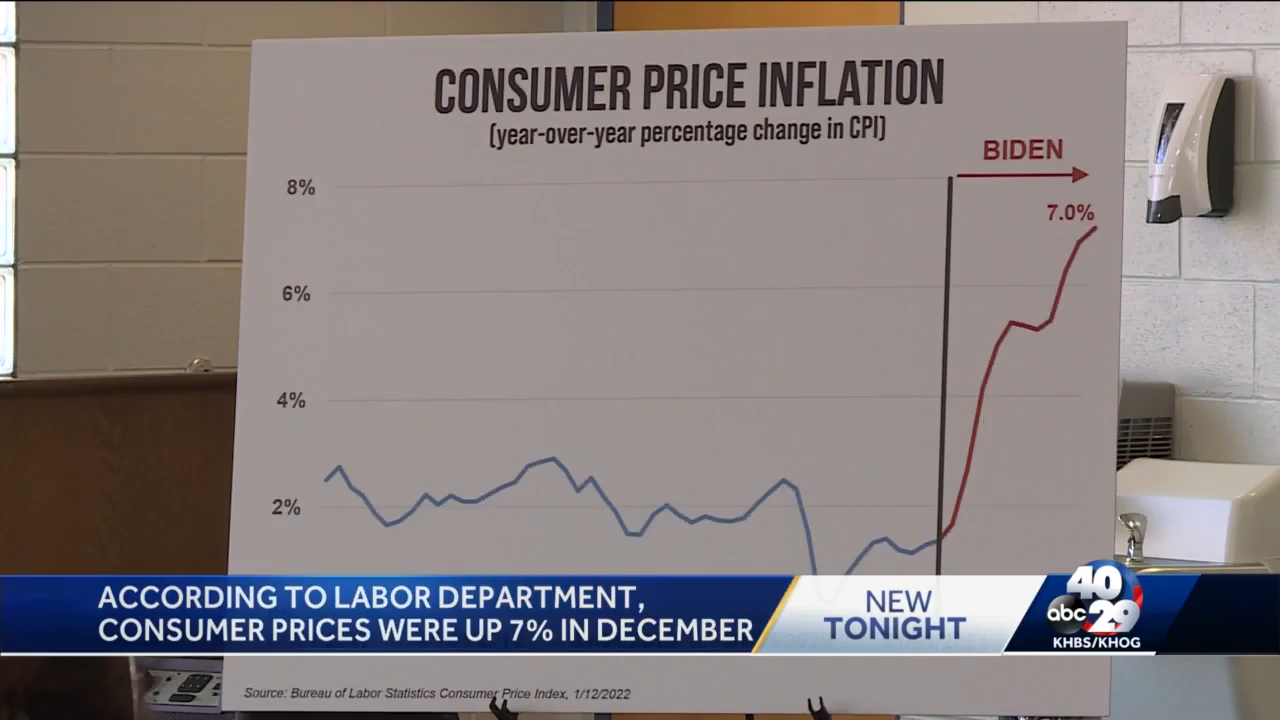 CONSUMER PRICE INFLATION
(year-over-year percentage change in CPI)
BIDEN
8%
7.0%
6%
4%
2%
ACCORDING TO LABOR DEPARTMENT,
CONSUMER PRICES WERE UP 7% IN DECEMBER
NEW
TONIGHT
40
abc 29
KHBS/KHOG
Source: Bureau of Labor Statistics Consumer Price Index, 1/12/2022